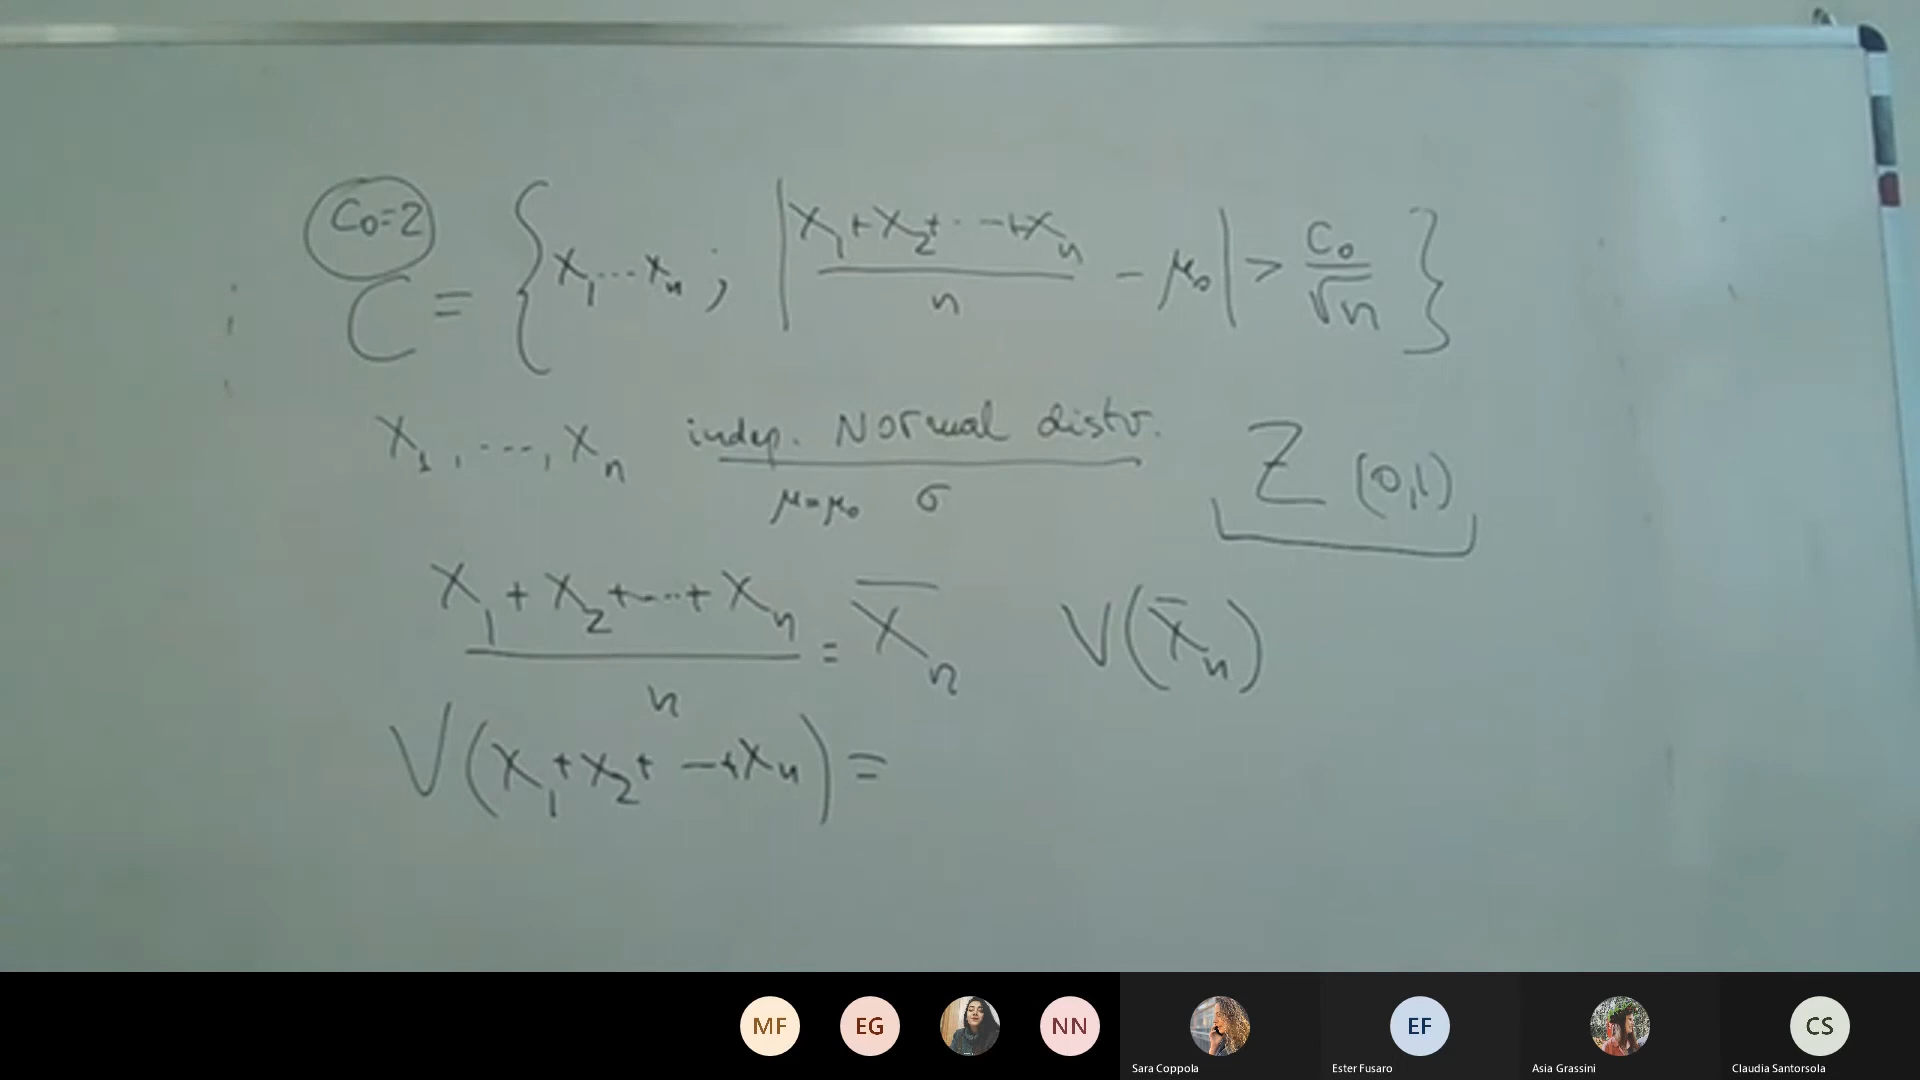 C₀=2
C = { x₁...xₙ ; | (x₁+x₂+...+xₙ)/n − μ₀ | > C₀/√n }
X₁, ..., Xₙ indep. Normal distr. Z (0,1)
μ=μ₀ σ
(X₁ + X₂ +...+ Xₙ)/n = X̄ₙ V(X̄ₙ)
V(X₁+X₂+ ...+Xₙ) =
MF EG NN EF CS
Sara Coppola Ester Fusaro Asia Grassini Claudia Santorsola